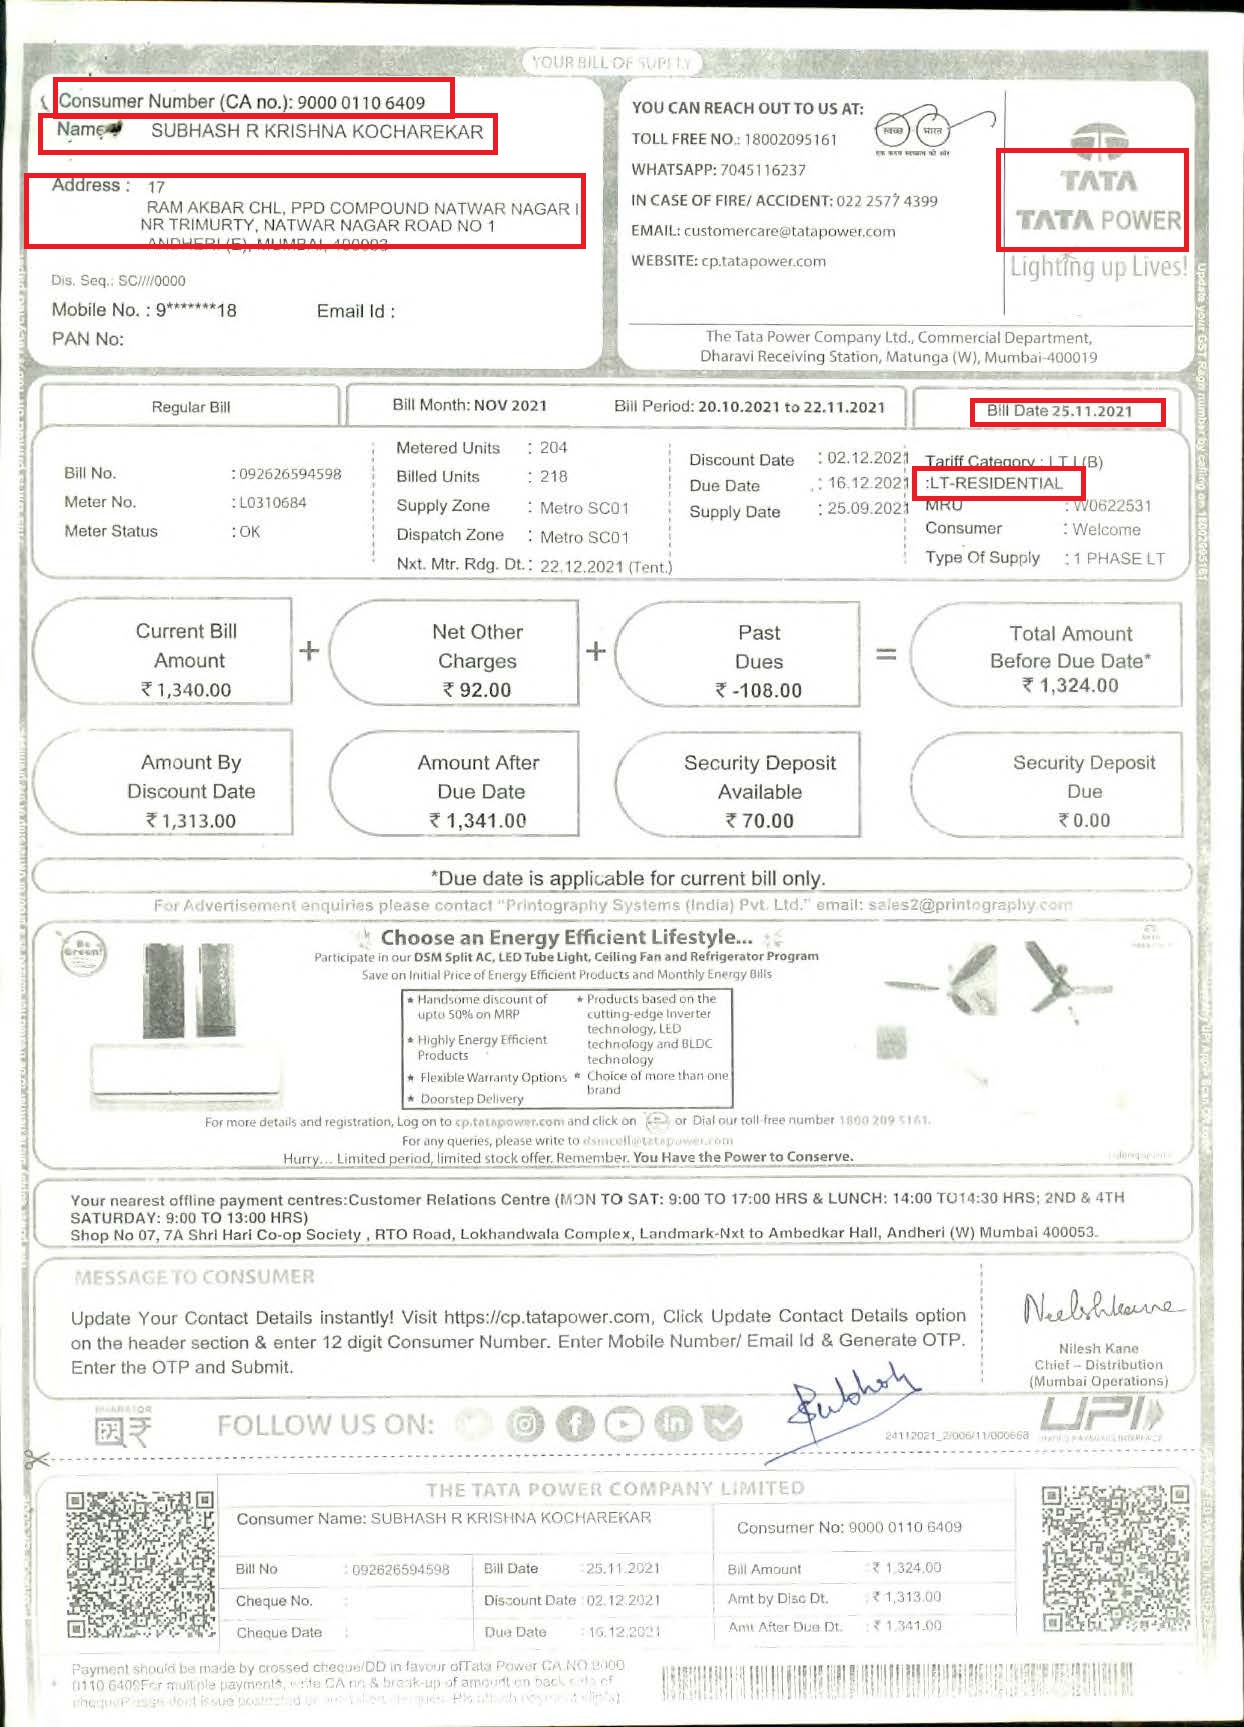 YOUR BILL OF SUPPLY
Consumer Number (CA no.): 9000 0110 6409
Name SUBHASH R KRISHNA KOCHAREKAR
Address : 17
RAM AKBAR CHL, PPD COMPOUND NATWAR NAGAR I
NR TRIMURTY, NATWAR NAGAR ROAD NO 1
ANDHERI (E), MUMBAI, 400093
Dis. Seq.: SC////0000
Mobile No. : 9*******18 Email Id :
PAN No:
YOU CAN REACH OUT TO US AT:
TOLL FREE NO.: 18002095161
WHATSAPP: 7045116237
IN CASE OF FIRE/ ACCIDENT: 022 2577 4399
EMAIL: customercare@tatapower.com
WEBSITE: cp.tatapower.com
स्वच्छ भारत
एक कदम स्वच्छता की ओर
TATA
TATA POWER
Lighting up Lives!
The Tata Power Company Ltd., Commercial Department,
Dharavi Receiving Station, Matunga (W), Mumbai-400019
Regular Bill
Bill Month: NOV 2021 Bill Period: 20.10.2021 to 22.11.2021
Bill Date 25.11.2021
Bill No. : 092626594598
Meter No. : L0310684
Meter Status : OK
Metered Units : 204
Billed Units : 218
Supply Zone : Metro SC01
Dispatch Zone : Metro SC01
Nxt. Mtr. Rdg. Dt. : 22.12.2021 (Tent.)
Discount Date : 02.12.2021
Due Date : 16.12.2021
Supply Date : 25.09.2021
Tariff Category : LT I (B)
:LT-RESIDENTIAL
MRU : W0622531
Consumer : Welcome
Type Of Supply : 1 PHASE LT
Current Bill
Amount
₹ 1,340.00
+
Net Other
Charges
₹ 92.00
+
Past
Dues
₹ -108.00
=
Total Amount
Before Due Date*
₹ 1,324.00
Amount By
Discount Date
₹ 1,313.00
Amount After
Due Date
₹ 1,341.00
Security Deposit
Available
₹ 70.00
Security Deposit
Due
₹ 0.00
*Due date is applicable for current bill only.
For Advertisement enquiries please contact "Printography Systems (India) Pvt. Ltd." email: sales2@printography.com
Be
Green!
Choose an Energy Efficient Lifestyle...
Participate in our DSM Split AC, LED Tube Light, Ceiling Fan and Refrigerator Program
Save on Initial Price of Energy Efficient Products and Monthly Energy Bills
* Handsome discount of
upto 50% on MRP
* Highly Energy Efficient
Products
* Flexible Warranty Options
* Doorstep Delivery
* Products based on the
cutting-edge Inverter
technology, LED
technology and BLDC
technology
* Choice of more than one
brand
For more details and registration, Log on to cp.tatapower.com and click on or Dial our toll-free number 1800 209 5161.
For any queries, please write to dsmcell@tatapower.com
Hurry... Limited period, limited stock offer. Remember. You Have the Power to Conserve.
Your nearest offline payment centres:Customer Relations Centre (MON TO SAT: 9:00 TO 17:00 HRS & LUNCH: 14:00 TO14:30 HRS; 2ND & 4TH
SATURDAY: 9:00 TO 13:00 HRS)
Shop No 07, 7A Shri Hari Co-op Society , RTO Road, Lokhandwala Complex, Landmark-Nxt to Ambedkar Hall, Andheri (W) Mumbai 400053.
MESSAGE TO CONSUMER
Update Your Contact Details instantly! Visit https://cp.tatapower.com, Click Update Contact Details option
on the header section & enter 12 digit Consumer Number. Enter Mobile Number/ Email Id & Generate OTP.
Enter the OTP and Submit.
Neeleshkane
Nilesh Kane
Chief – Distribution
(Mumbai Operations)
Subhash
FOLLOW US ON:
24112021_2/006/11/000668
UPI
THE TATA POWER COMPANY LIMITED
Consumer Name: SUBHASH R KRISHNA KOCHAREKAR
Consumer No: 9000 0110 6409
Bill No : 092626594598
Cheque No. :
Cheque Date :
Bill Date : 25.11.2021
Discount Date : 02.12.2021
Due Date : 16.12.2021
Bill Amount : ₹ 1,324.00
Amt by Disc Dt. : ₹ 1,313.00
Amt After Due Dt. : ₹ 1,341.00
Payment should be made by crossed cheque/DD in favour ofTata Power CA NO 9000
0110 6409For multiple payments, write CA no & break-up of amount on back side of